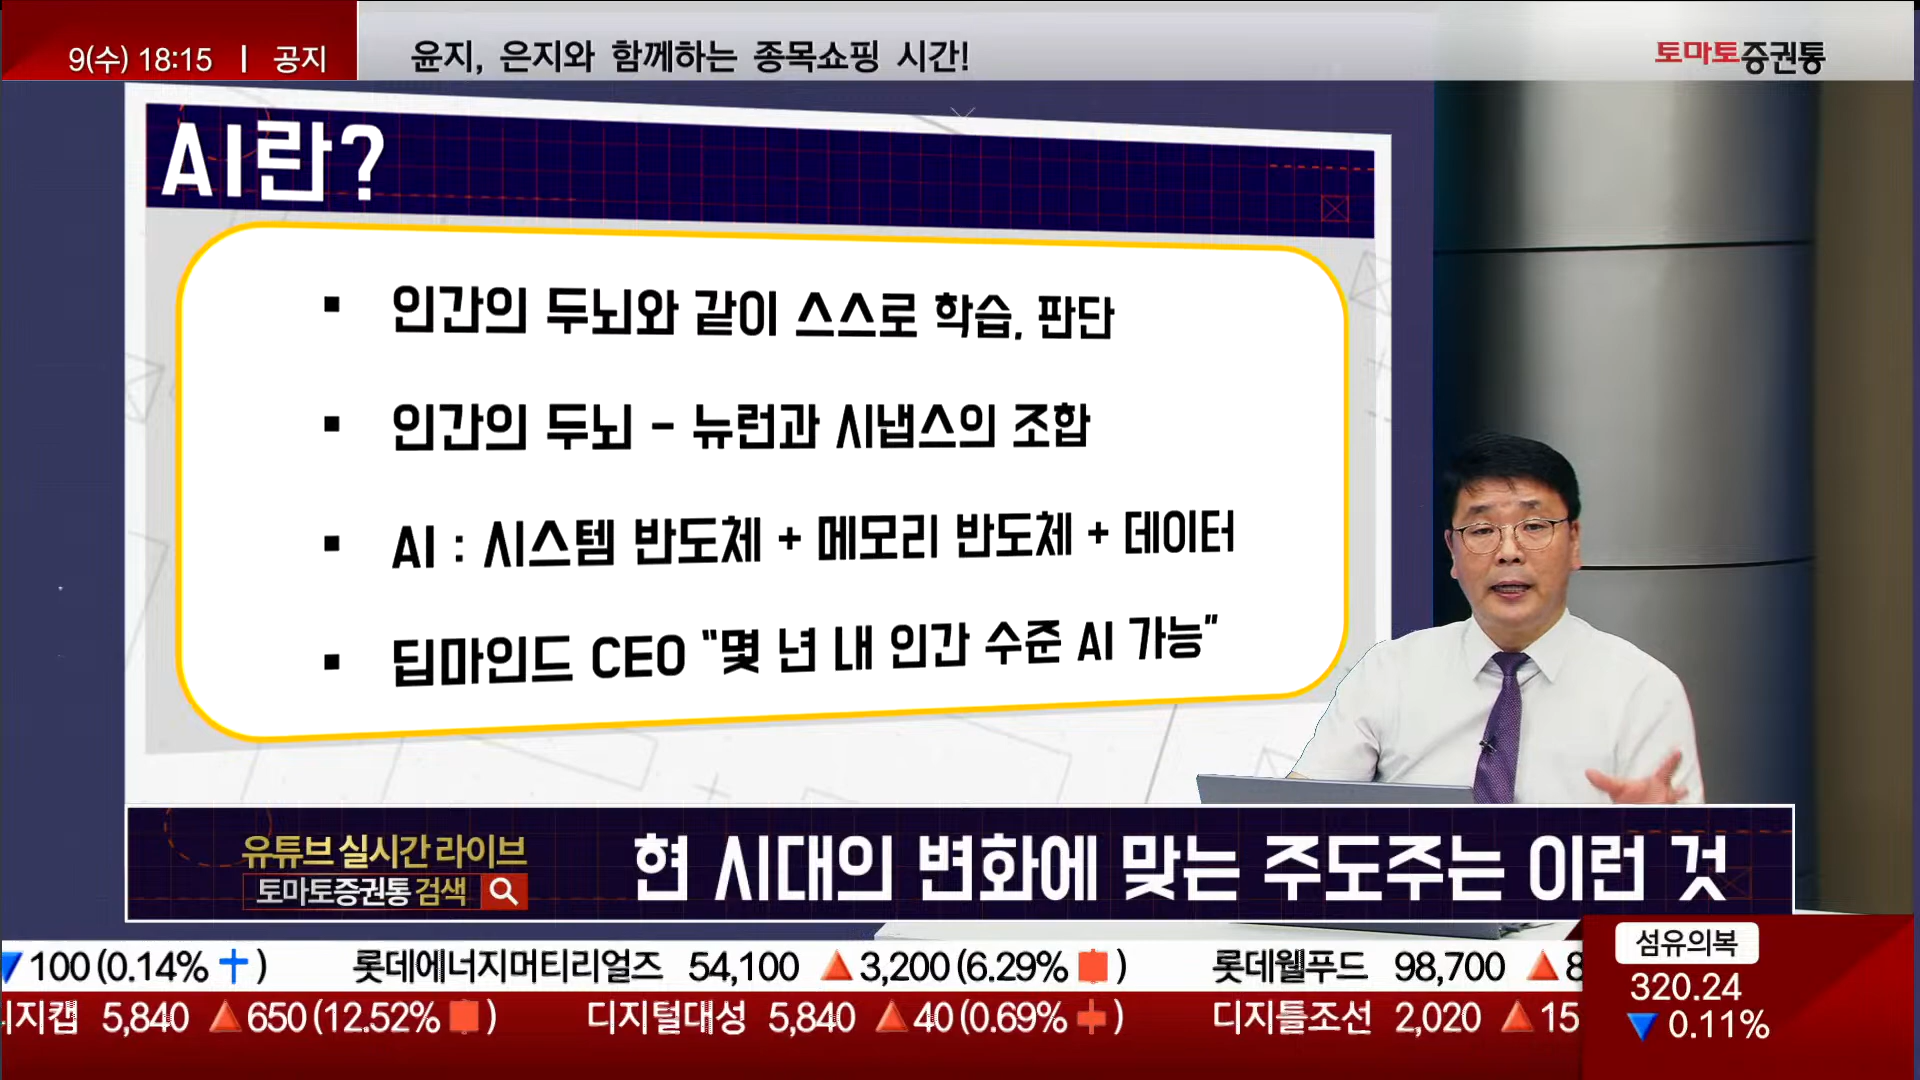 9(수) 18:15 | 공지
윤지, 은지와 함께하는 종목쇼핑 시간!
토마토증권통
AI란?
▪ 인간의 두뇌와 같이 스스로 학습, 판단
▪ 인간의 두뇌 - 뉴런과 시냅스의 조합
▪ AI : 시스템 반도체 + 메모리 반도체 + 데이터
▪ 딥마인드 CEO “몇 년 내 인간 수준 AI 가능”
유튜브 실시간 라이브
토마토증권통 검색
현 시대의 변화에 맞는 주도주는 이런 것
▼100(0.14% ) 롯데에너지머티리얼즈 54,100 ▲3,200(6.29% ) 롯데웰푸드 98,700 ▲8
지캡 5,840 ▲650(12.52% ) 디지털대성 5,840 ▲40(0.69% ) 디지틀조선 2,020 ▲15
섬유의복
320.24
▼ 0.11%